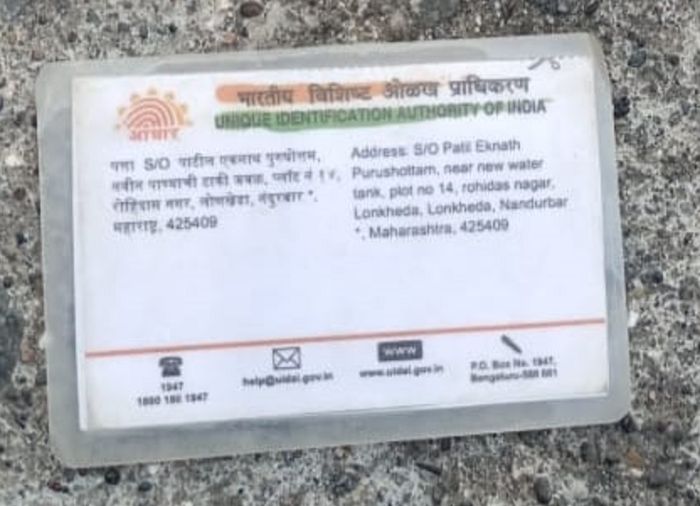 भारतीय विशिष्ट ओळख प्राधिकरण
UNIQUE IDENTIFICATION AUTHORITY OF INDIA
आधार
पत्ता S/O पाटील एकनाथ पुरुषोत्तम,
नवीन पाण्याची टाकी जवळ, प्लॉट नं १४,
रोहिदास नगर, लोणखेडा, नंदुरबार *,
महाराष्ट्र, 425409
Address: S/O Patil Eknath
Purushottam, near new water
tank, plot no 14, rohidas nagar,
Lonkheda, Lonkheda, Nandurbar
*, Maharashtra, 425409
1947
1800 180 1947
help@uidai.gov.in
www
www.uidai.gov.in
P.O. Box No. 1947,
Bengaluru-560 001